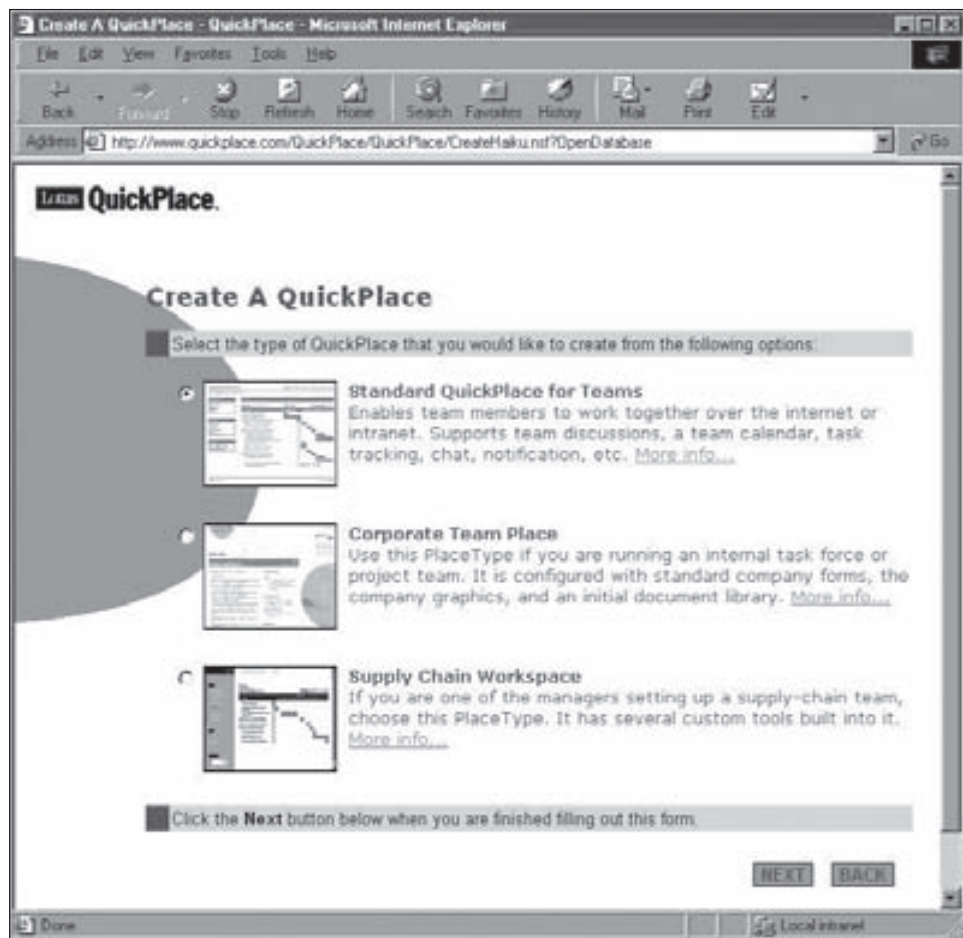 Create A QuickPlace - QuickPlace - Microsoft Internet Explorer
File Edit View Favorites Tools Help
Back Forward Stop Refresh Home Search Favorites History Mail Print Edit
Address http://www.quickplace.com/QuickPlace/QuickPlace/CreateHaiku.nsf?OpenDatabase Go
Lotus QuickPlace.
Create A QuickPlace
Select the type of QuickPlace that you would like to create from the following options:
Standard QuickPlace for Teams
Enables team members to work together over the internet or
intranet. Supports team discussions, a team calendar, task
tracking, chat, notification, etc. More info...
Corporate Team Place
Use this PlaceType if you are running an internal task force or
project team. It is configured with standard company forms, the
company graphics, and an initial document library. More info...
Supply Chain Workspace
If you are one of the managers setting up a supply-chain team,
choose this PlaceType. It has several custom tools built into it.
More info...
Click the Next button below when you are finished filling out this form.
NEXT BACK
Done Local intranet